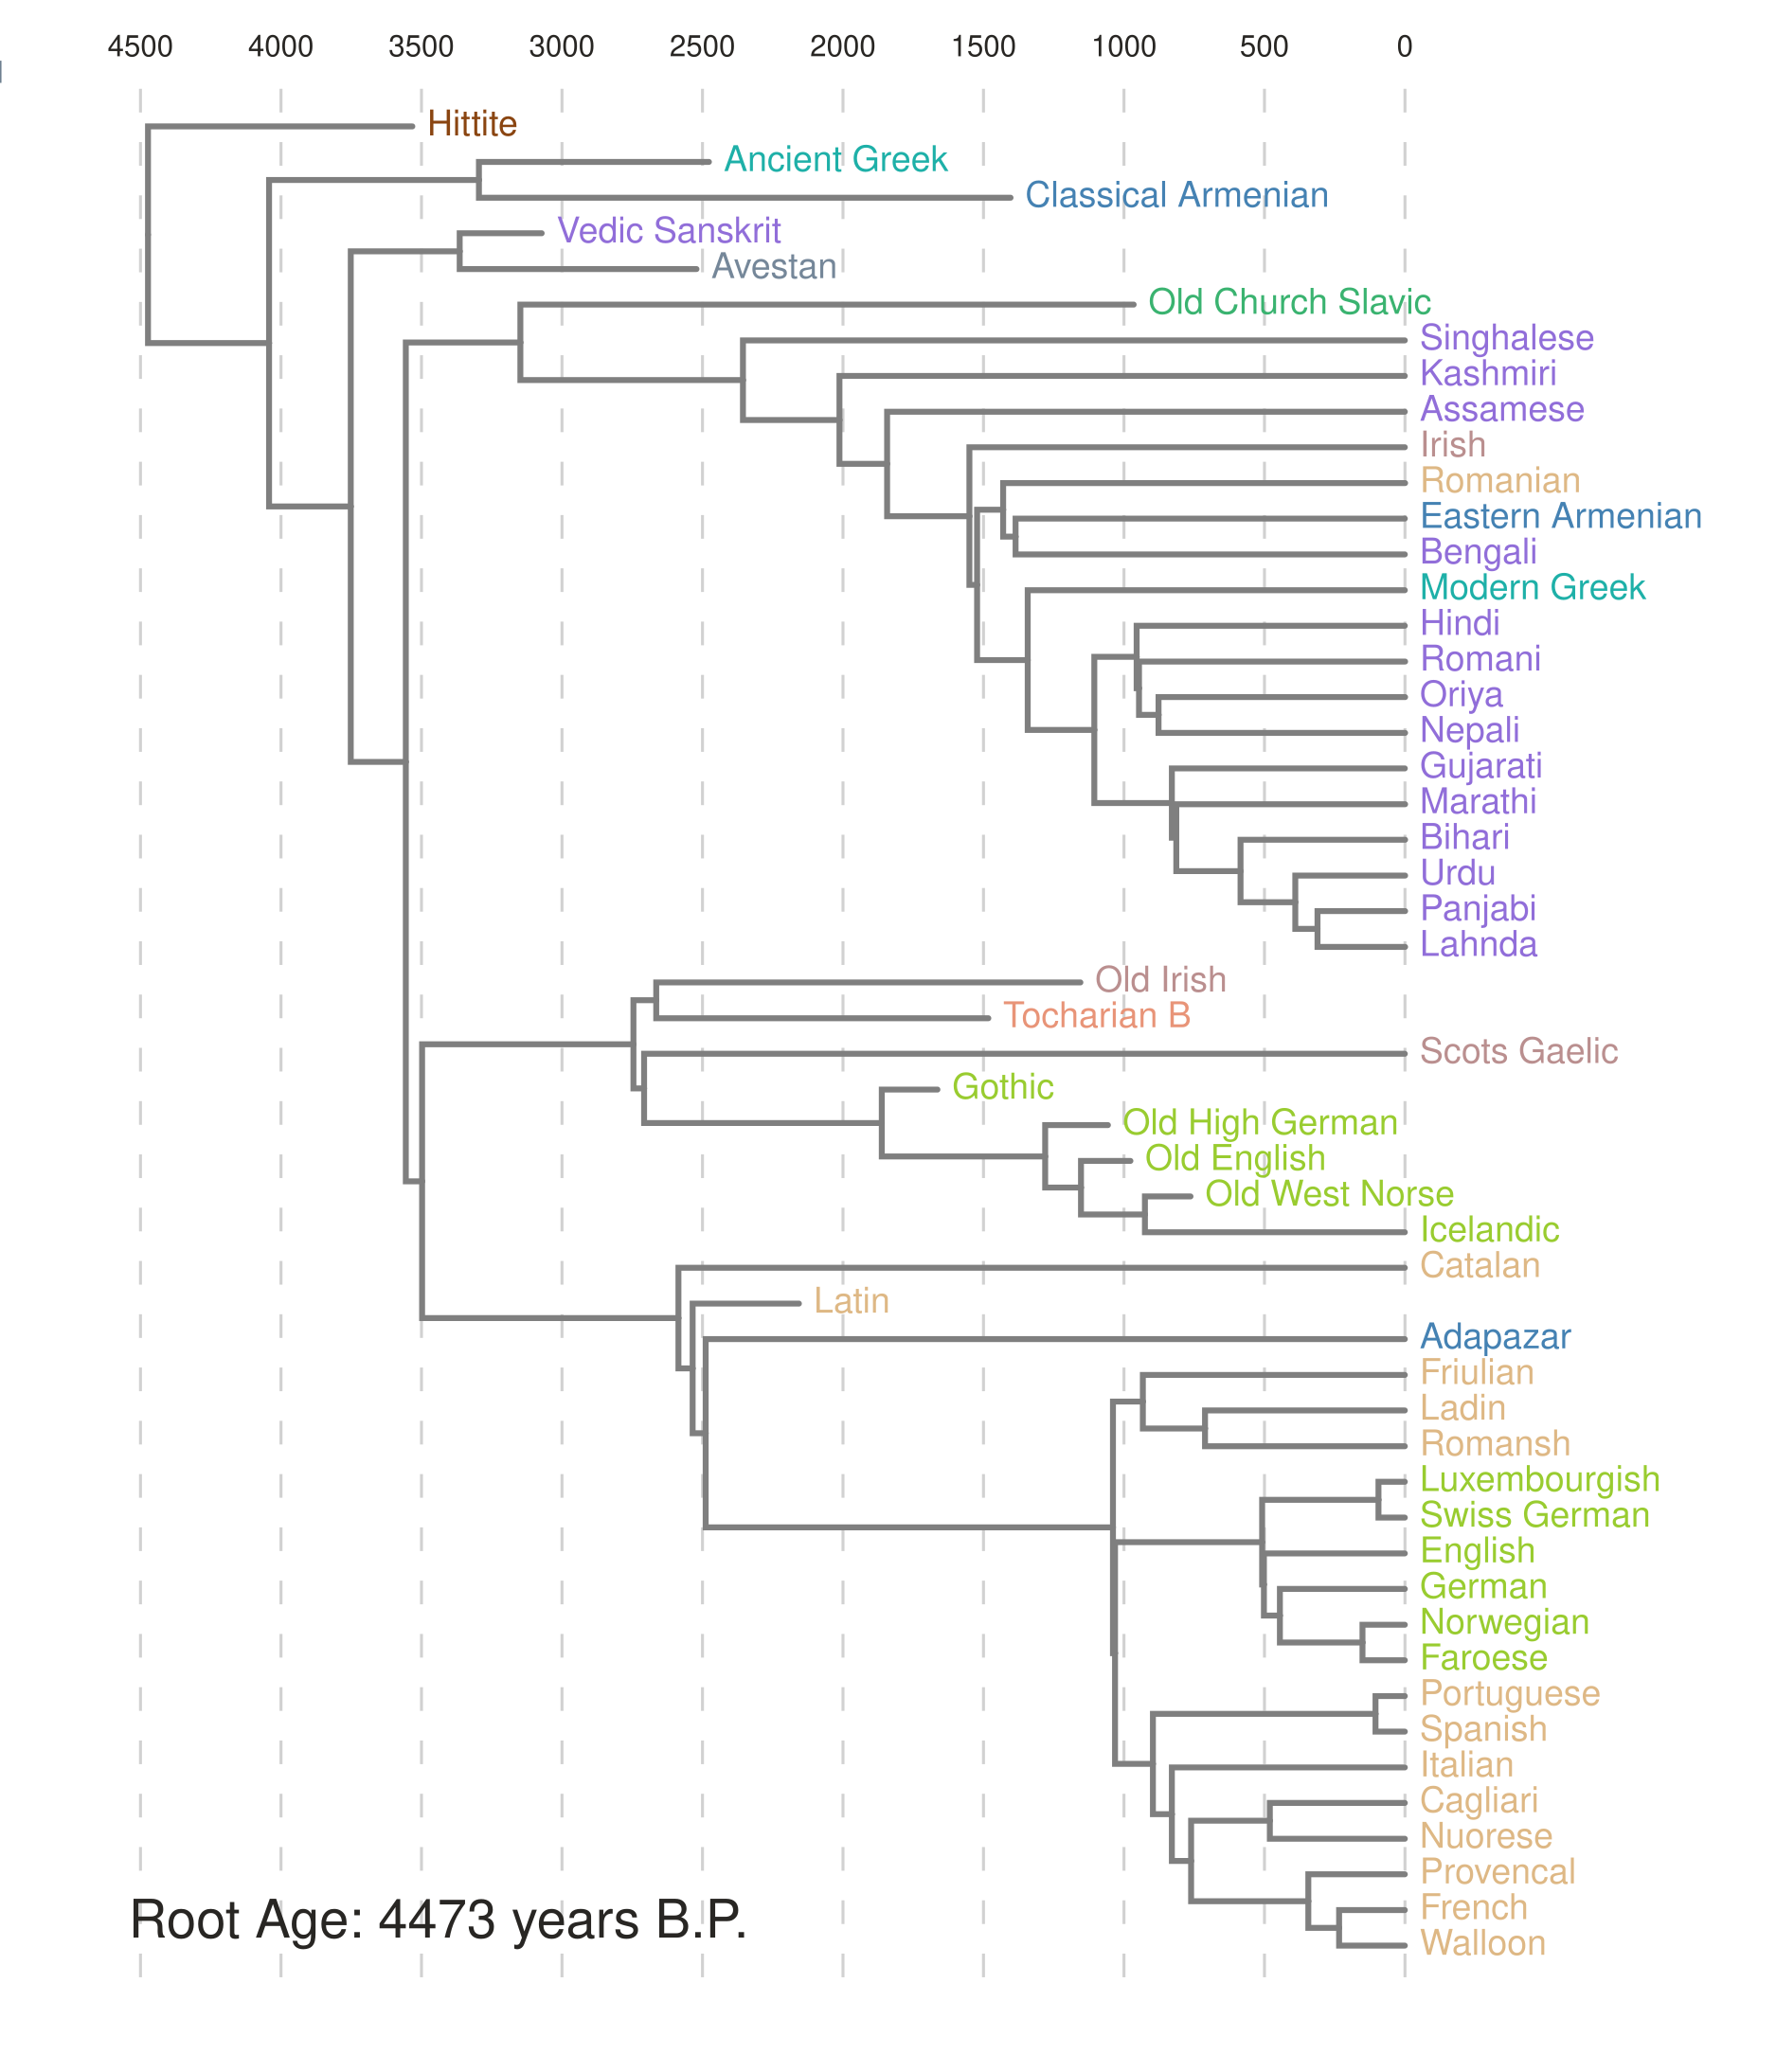 4500 4000 3500 3000 2500 2000 1500 1000 500 0
Hittite
Ancient Greek
Classical Armenian
Vedic Sanskrit
Avestan
Old Church Slavic
Singhalese
Kashmiri
Assamese
Irish
Romanian
Eastern Armenian
Bengali
Modern Greek
Hindi
Romani
Oriya
Nepali
Gujarati
Marathi
Bihari
Urdu
Panjabi
Lahnda
Old Irish
Tocharian B
Scots Gaelic
Gothic
Old High German
Old English
Old West Norse
Icelandic
Catalan
Latin
Adapazar
Friulian
Ladin
Romansh
Luxembourgish
Swiss German
English
German
Norwegian
Faroese
Portuguese
Spanish
Italian
Cagliari
Nuorese
Provencal
French
Walloon
Root Age: 4473 years B.P.